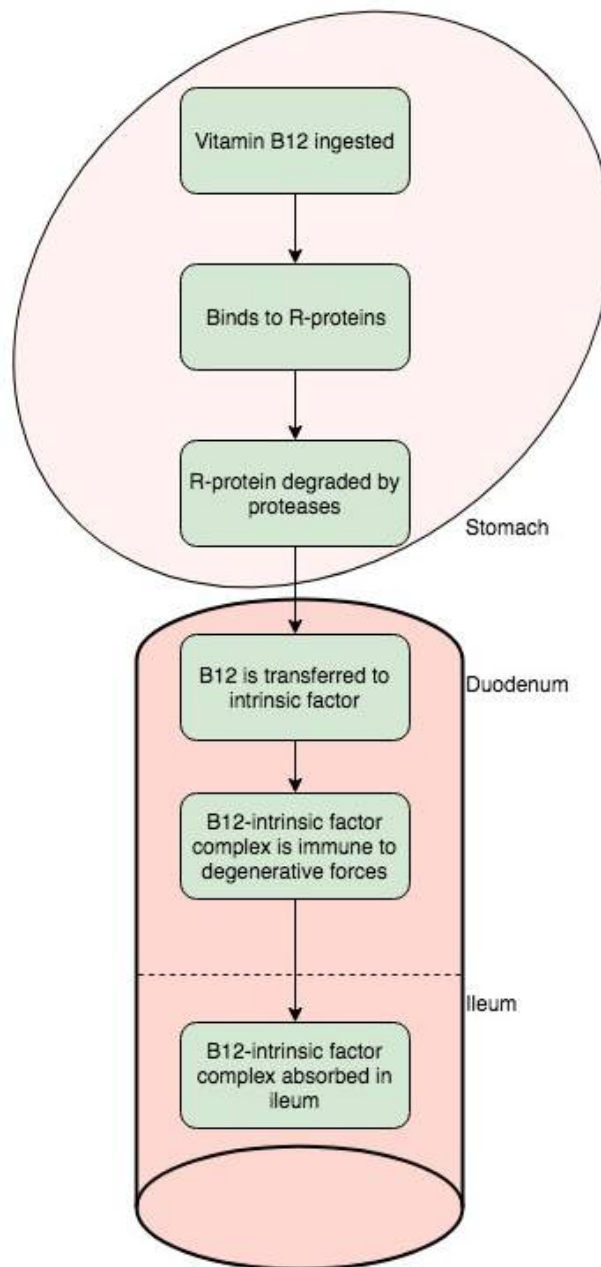 Vitamin B12 ingested
Binds to R-proteins
R-protein degraded by
proteases
Stomach
B12 is transferred to
intrinsic factor
Duodenum
B12-intrinsic factor
complex is immune to
degenerative forces
Ileum
B12-intrinsic factor
complex absorbed in
ileum